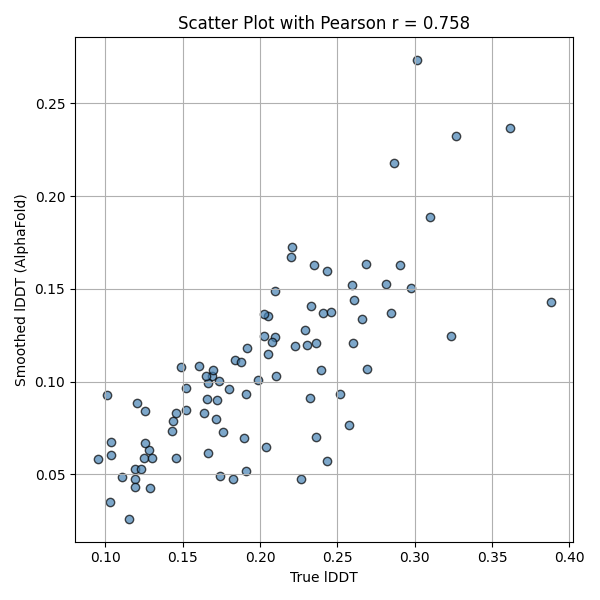 Scatter Plot with Pearson r = 0.758
Smoothed lDDT (AlphaFold)
0.25
0.20
0.15
0.10
0.05
0.10 0.15 0.20 0.25 0.30 0.35 0.40
True lDDT